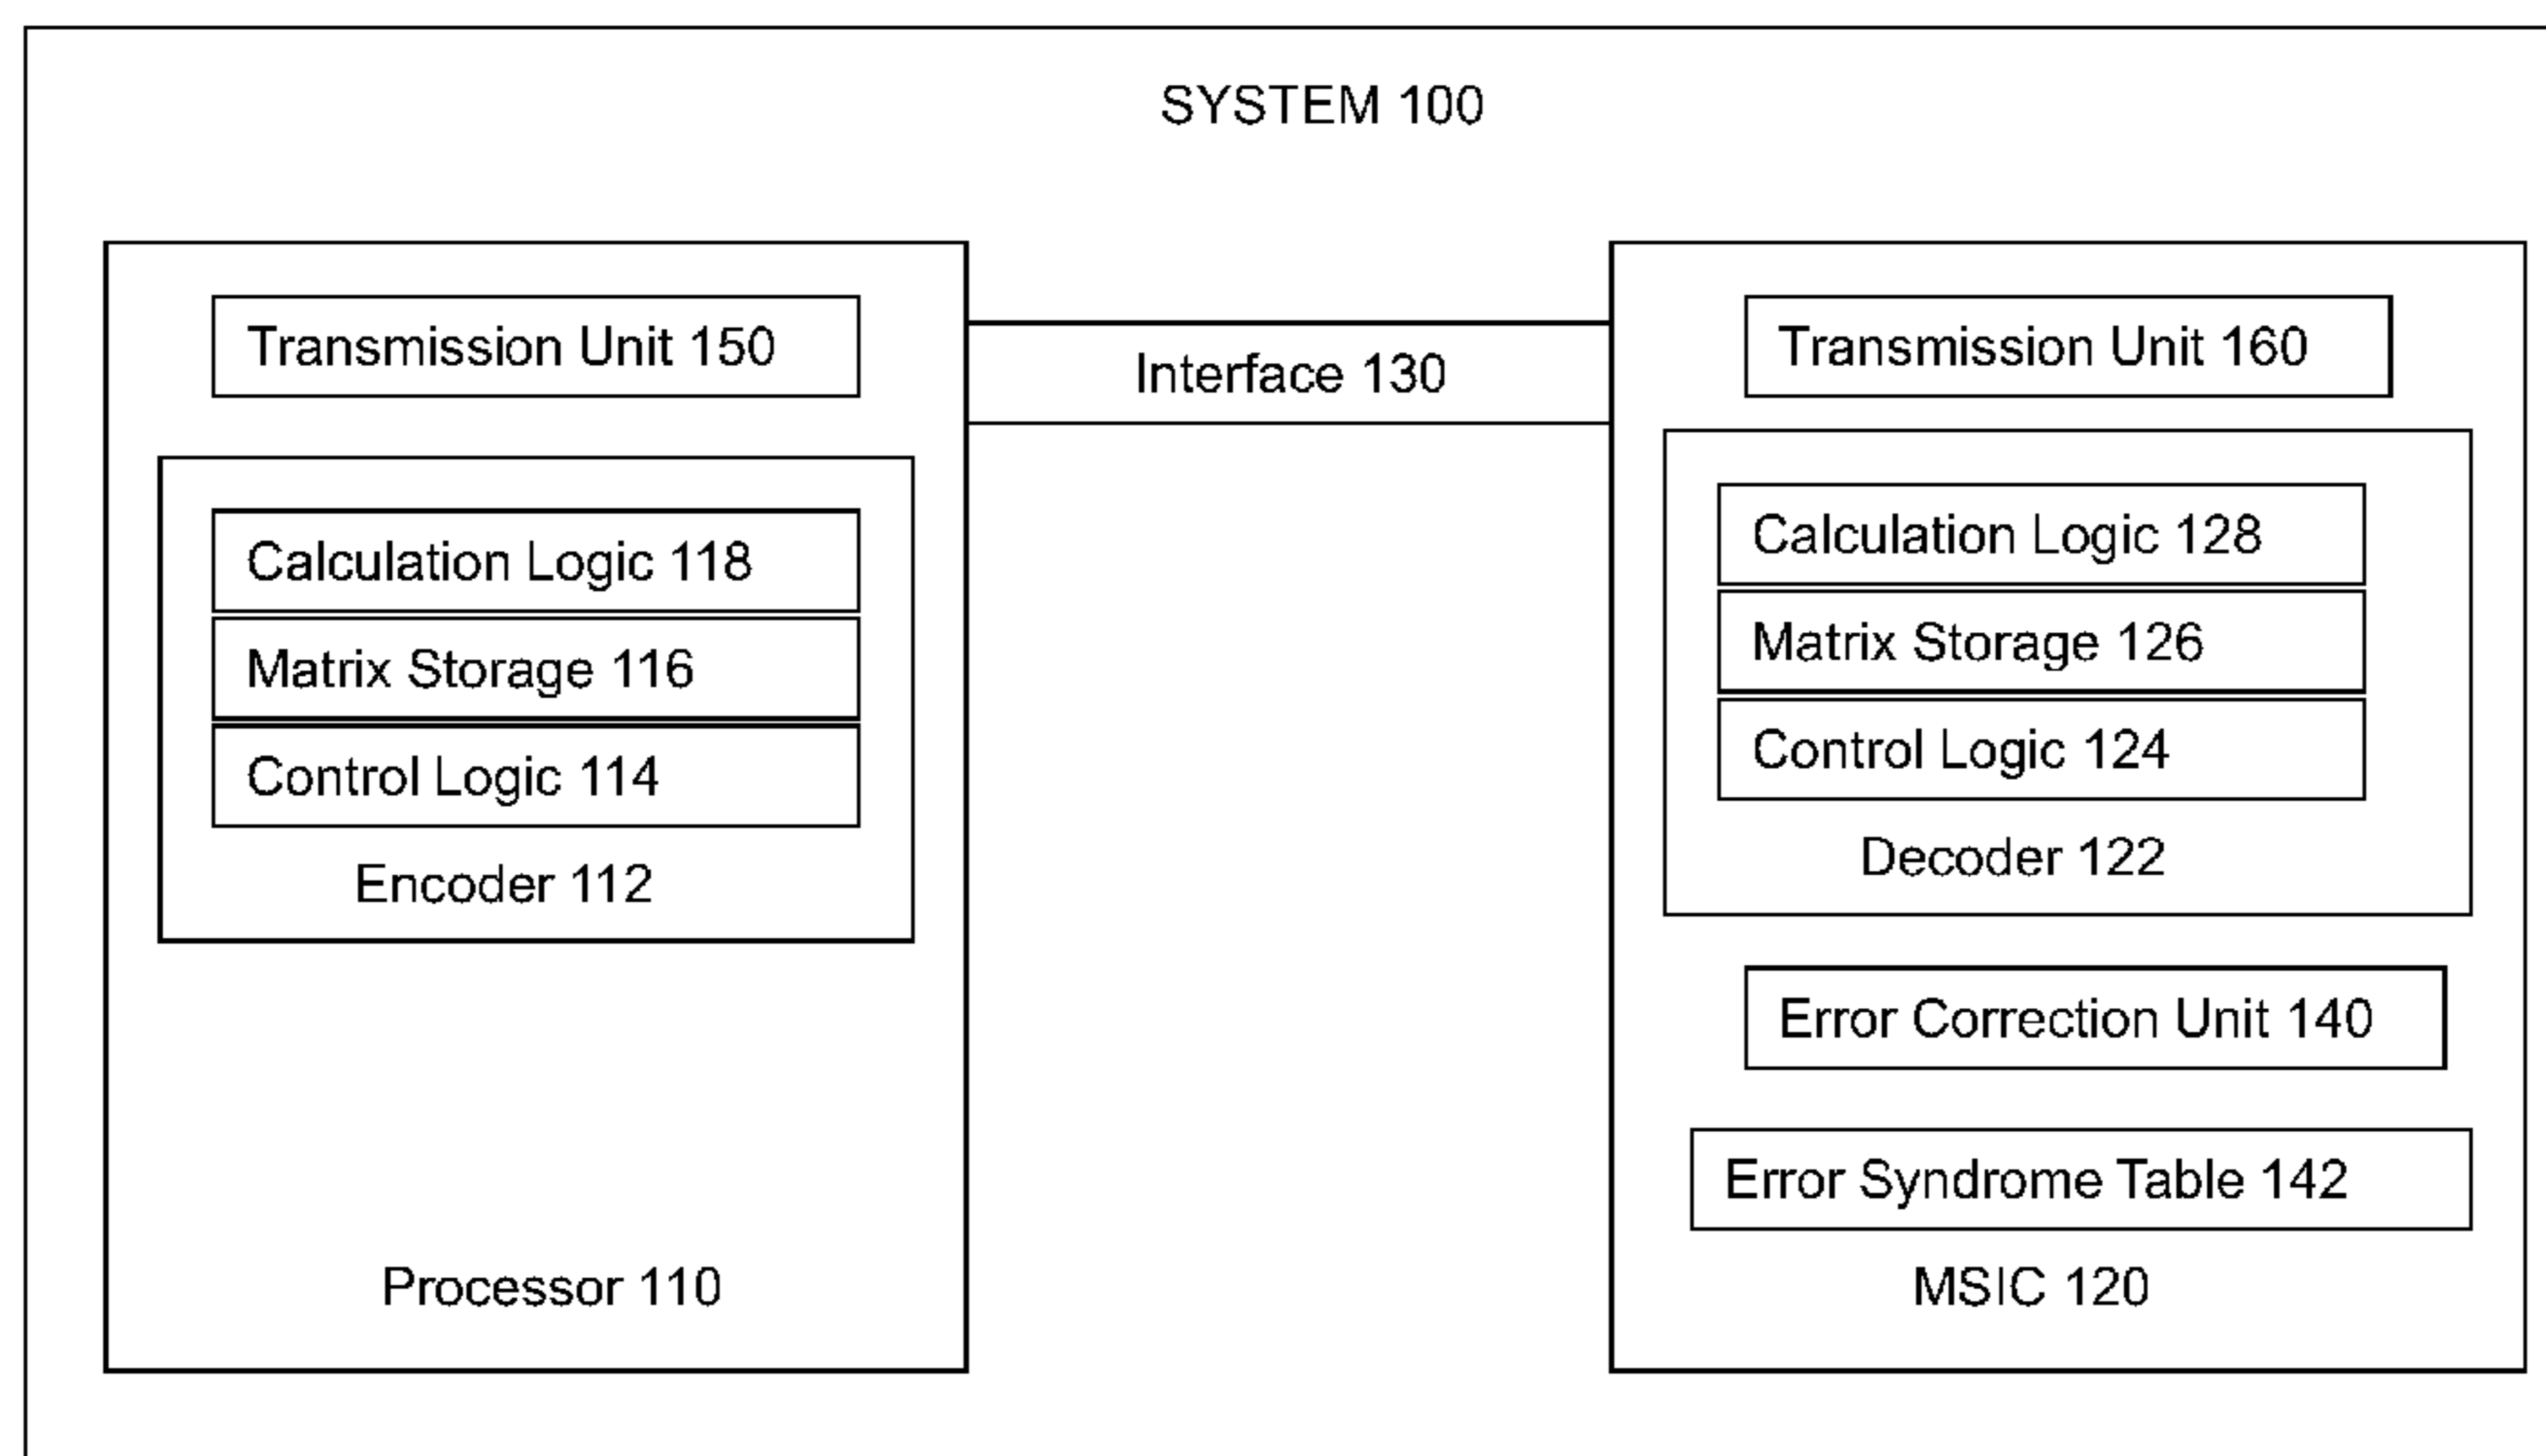 SYSTEM 100
Transmission Unit 150
Calculation Logic 118
Matrix Storage 116
Control Logic 114
Encoder 112
Processor 110
Interface 130
Transmission Unit 160
Calculation Logic 128
Matrix Storage 126
Control Logic 124
Decoder 122
Error Correction Unit 140
Error Syndrome Table 142
MSIC 120